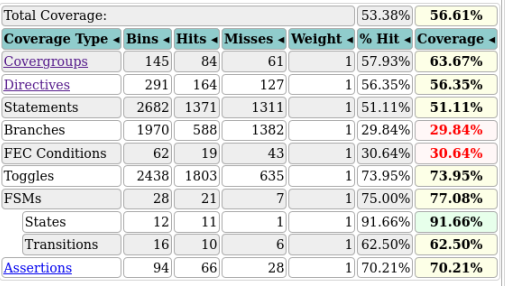 Total Coverage: 53.38% 56.61%
Coverage Type ◂ Bins ◂ Hits ◂ Misses ◂ Weight ◂ % Hit ◂ Coverage ◂
Covergroups 145 84 61 1 57.93% 63.67%
Directives 291 164 127 1 56.35% 56.35%
Statements 2682 1371 1311 1 51.11% 51.11%
Branches 1970 588 1382 1 29.84% 29.84%
FEC Conditions 62 19 43 1 30.64% 30.64%
Toggles 2438 1803 635 1 73.95% 73.95%
FSMs 28 21 7 1 75.00% 77.08%
States 12 11 1 1 91.66% 91.66%
Transitions 16 10 6 1 62.50% 62.50%
Assertions 94 66 28 1 70.21% 70.21%